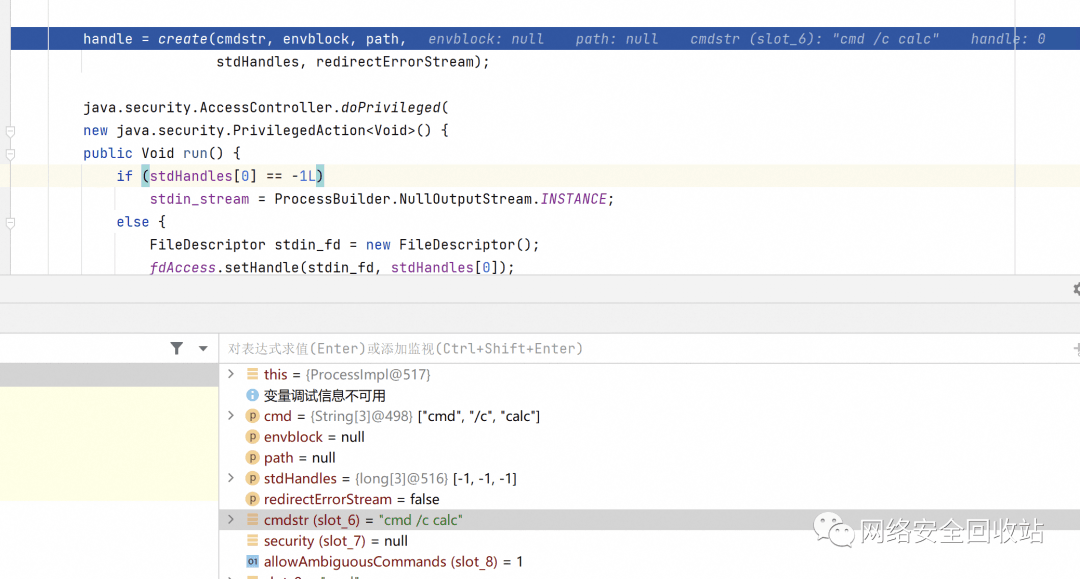 handle = create(cmdstr, envblock, path, envblock: null path: null cmdstr (slot_6): "cmd /c calc" handle: 0
stdHandles, redirectErrorStream);
java.security.AccessController.doPrivileged(
new java.security.PrivilegedAction<Void>() {
public Void run() {
if (stdHandles[0] == -1L)
stdin_stream = ProcessBuilder.NullOutputStream.INSTANCE;
else {
FileDescriptor stdin_fd = new FileDescriptor();
fdAccess.setHandle(stdin_fd, stdHandles[0]);
对表达式求值(Enter)或添加监视(Ctrl+Shift+Enter)
this = {ProcessImpl@517}
变量调试信息不可用
p cmd = {String[3]@498} ["cmd", "/c", "calc"]
p envblock = null
p path = null
p stdHandles = {long[3]@516} [-1, -1, -1]
p redirectErrorStream = false
cmdstr (slot_6) = "cmd /c calc"
security (slot_7) = null
01 allowAmbiguousCommands (slot_8) = 1
网络安全回收站